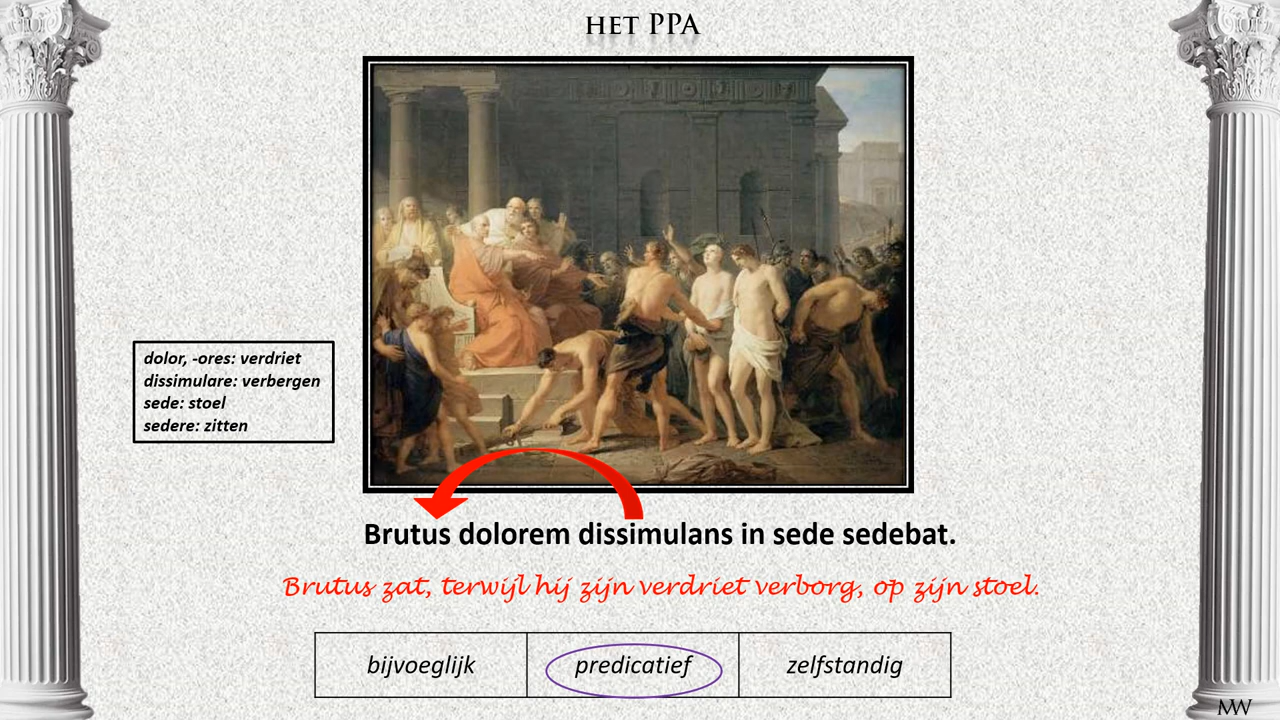 HET PPA
dolor, -ores: verdriet
dissimulare: verbergen
sede: stoel
sedere: zitten
Brutus dolorem dissimulans in sede sedebat.
Brutus zat, terwijl hij zijn verdriet verborg, op zijn stoel.
bijvoeglijk predicatief zelfstandig
MW